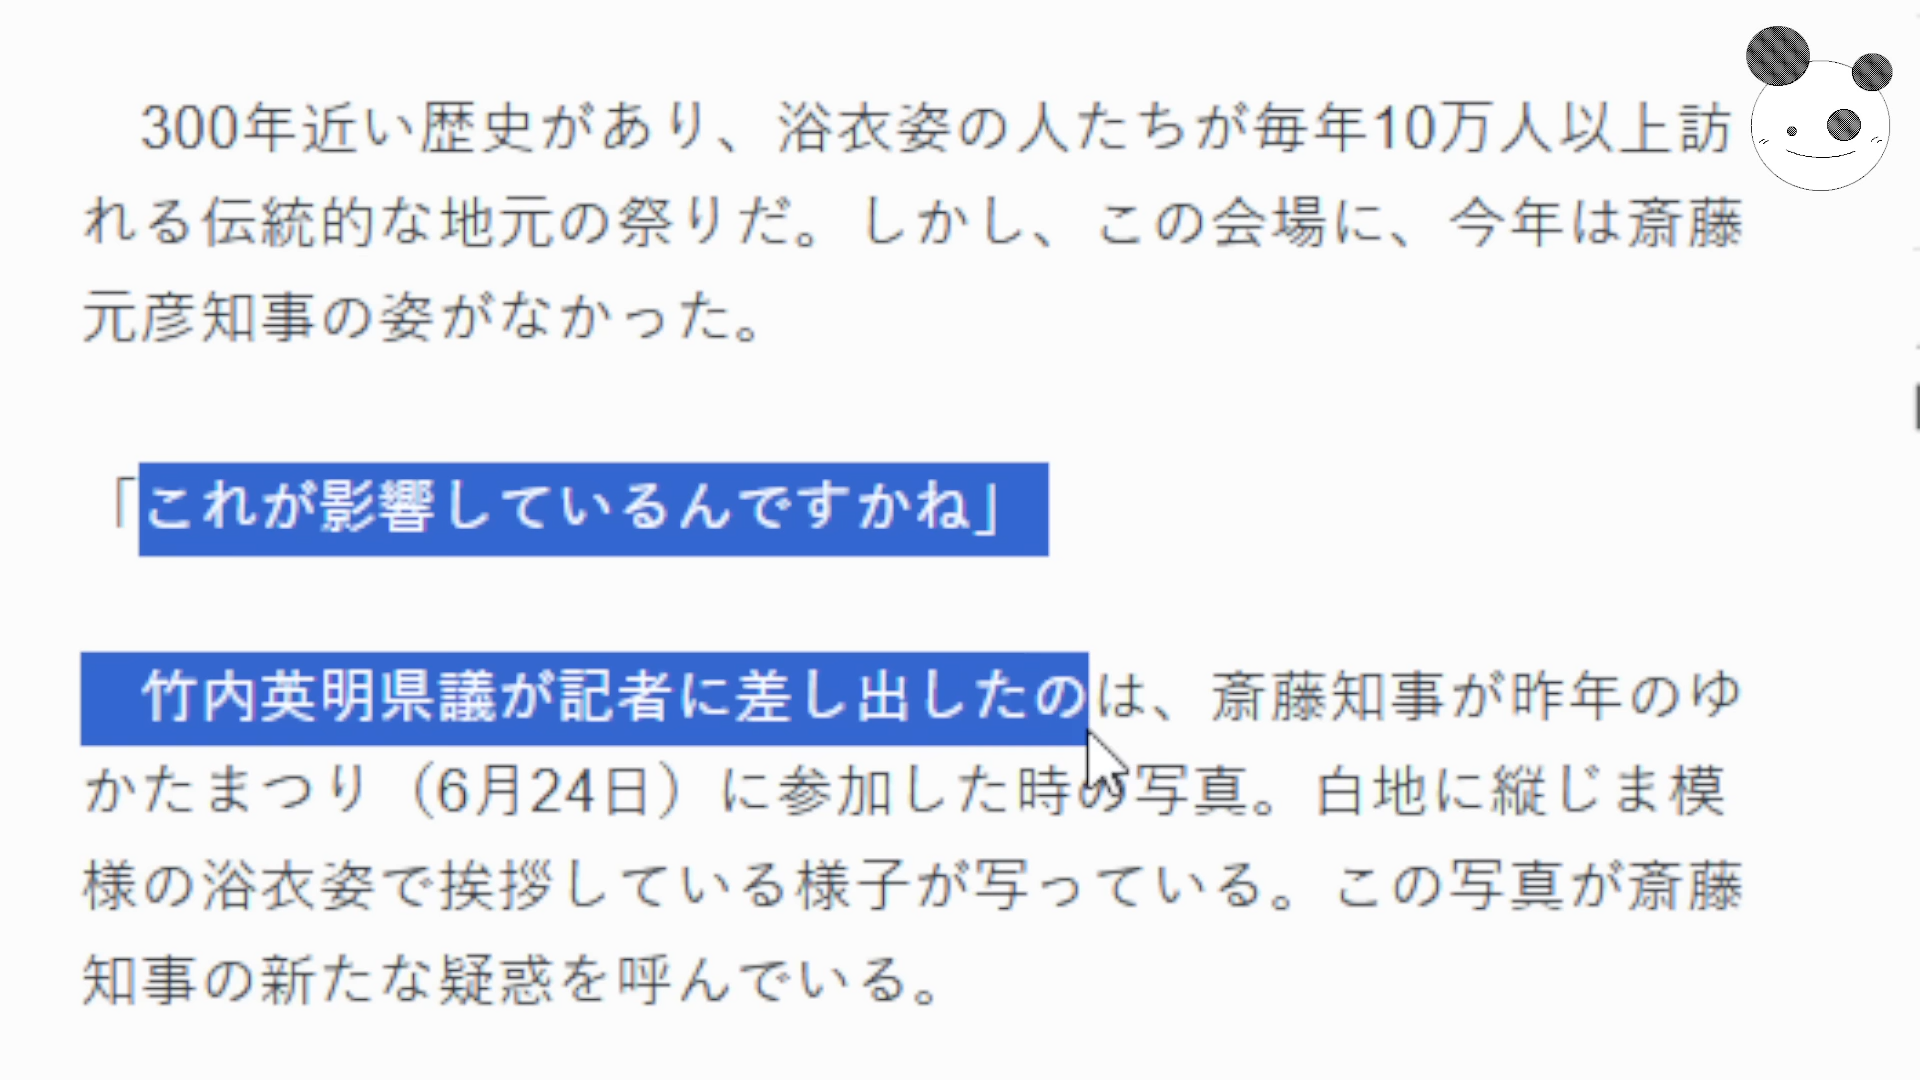 300年近い歴史があり、浴衣姿の人たちが毎年10万人以上訪
れる伝統的な地元の祭りだ。しかし、この会場に、今年は斎藤
元彦知事の姿がなかった。
「これが影響しているんですかね」
竹内英明県議が記者に差し出したのは、斎藤知事が昨年のゆ
かたまつり（6月24日）に参加した時の写真。白地に縦じま模
様の浴衣姿で挨拶している様子が写っている。この写真が斎藤
知事の新たな疑惑を呼んでいる。